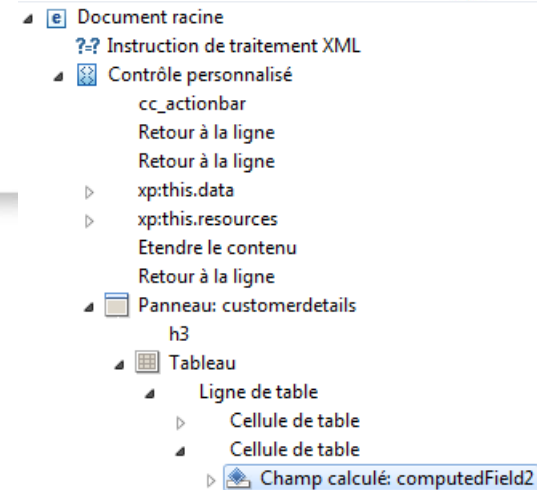 Document racine
?-? Instruction de traitement XML
Contrôle personnalisé
cc_actionbar
Retour à la ligne
Retour à la ligne
xp:this.data
xp:this.resources
Etendre le contenu
Retour à la ligne
Panneau: customerdetails
h3
Tableau
Ligne de table
Cellule de table
Cellule de table
Champ calculé: computedField2